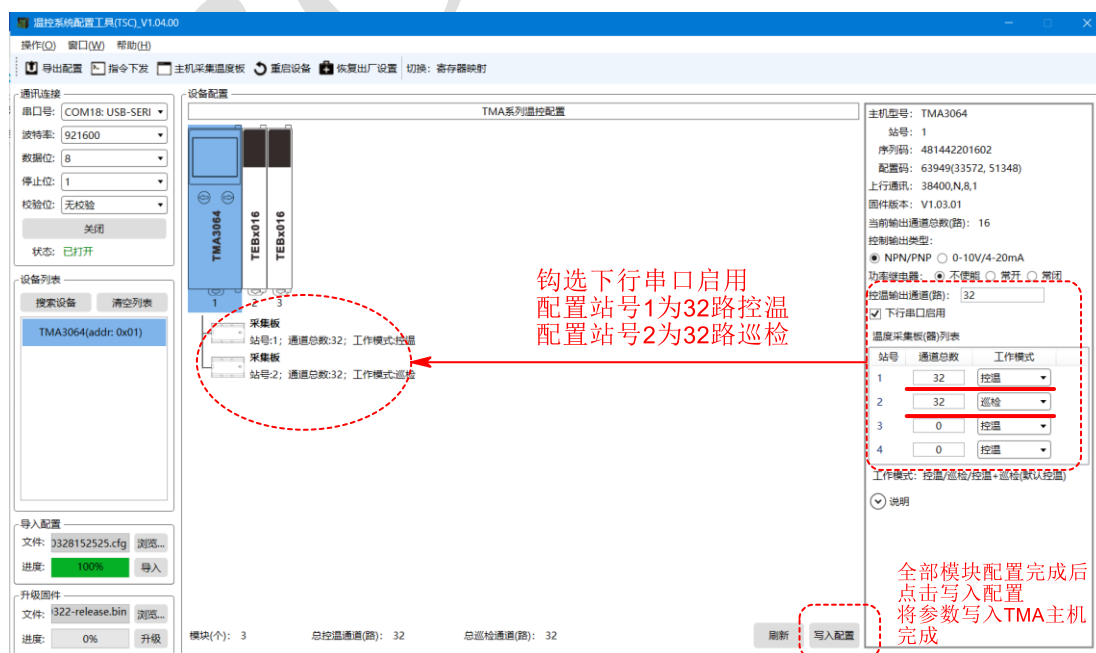 温控系统配置工具(TSC)_V1.04.00
操作(O) 窗口(W) 帮助(H)
导出配置 指令下发 主机采集温度板 重启设备 恢复出厂设置 切换：寄存器映射
通讯连接
串口号: COM18: USB-SERI
波特率: 921600
数据位: 8
停止位: 1
校验位: 无校验
关闭
状态: 已打开
设备列表
搜索设备 清空列表
TMA3064(addr: 0x01)
导入配置
文件: 0328152525.cfg 浏览...
进度: 100% 导入
升级固件
文件: 322-release.bin 浏览...
进度: 0% 升级
设备配置
TMA系列温控配置
TMA3064
TEBx016
TEBx016
1 2 3
采集板
站号:1; 通道总数:32; 工作模式:控温
采集板
站号:2; 通道总数:32; 工作模式:巡检
钩选下行串口启用
配置站号1为32路控温
配置站号2为32路巡检
模块(个): 3 总控温通道(路): 32 总巡检通道(路): 32
刷新 写入配置
主机型号: TMA3064
站号: 1
序列码: 481442201602
配置码: 63949(33572, 51348)
上行通讯: 38400,N,8,1
固件版本: V1.03.01
当前输出通道总数(路): 16
控制输出类型:
NPN/PNP 0-10V/4-20mA
功率继电器: 不使能 常开 常闭
控温输出通道(路): 32
下行串口启用
温度采集板(器)列表
站号 通道总数 工作模式
1 32 控温
2 32 巡检
3 0 控温
4 0 控温
工作模式: 控温/巡检/控温+巡检(默认控温)
说明
全部模块配置完成后
点击写入配置
将参数写入TMA主机
完成